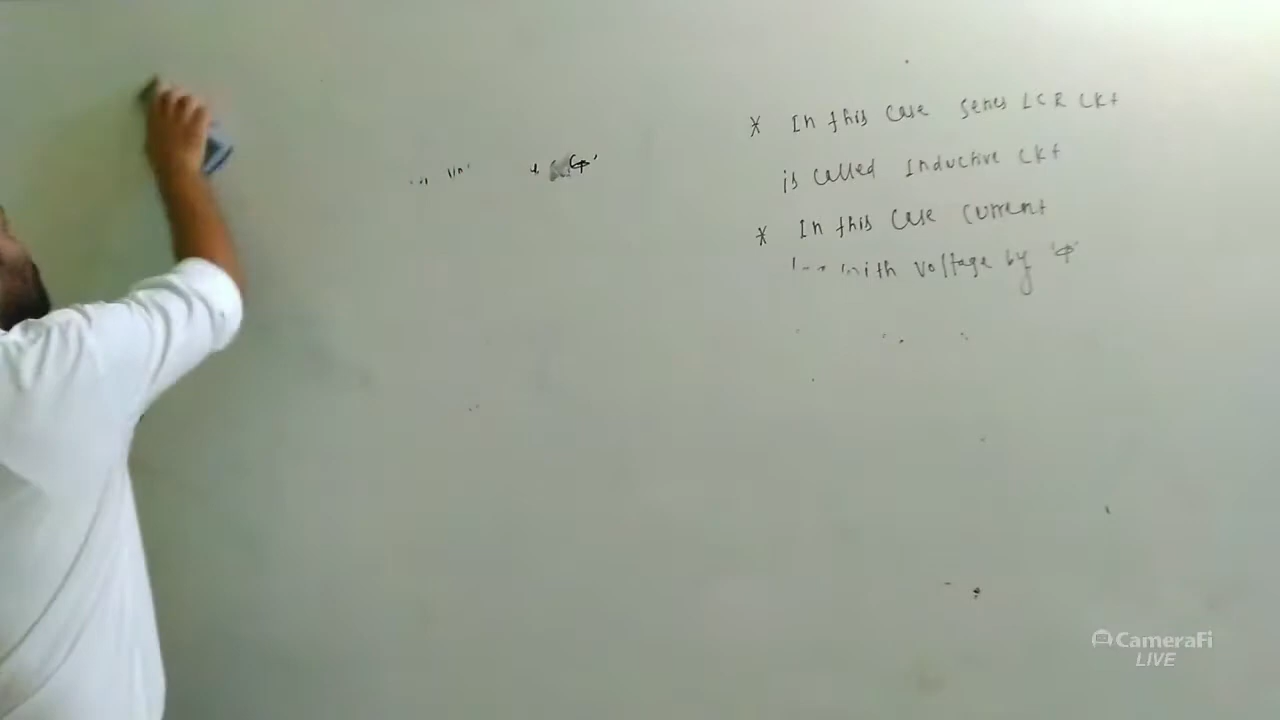 * In this case series LCR ckt
is called Inductive ckt
* In this case current
with voltage by 'φ'
'φ'
CameraFi
LIVE